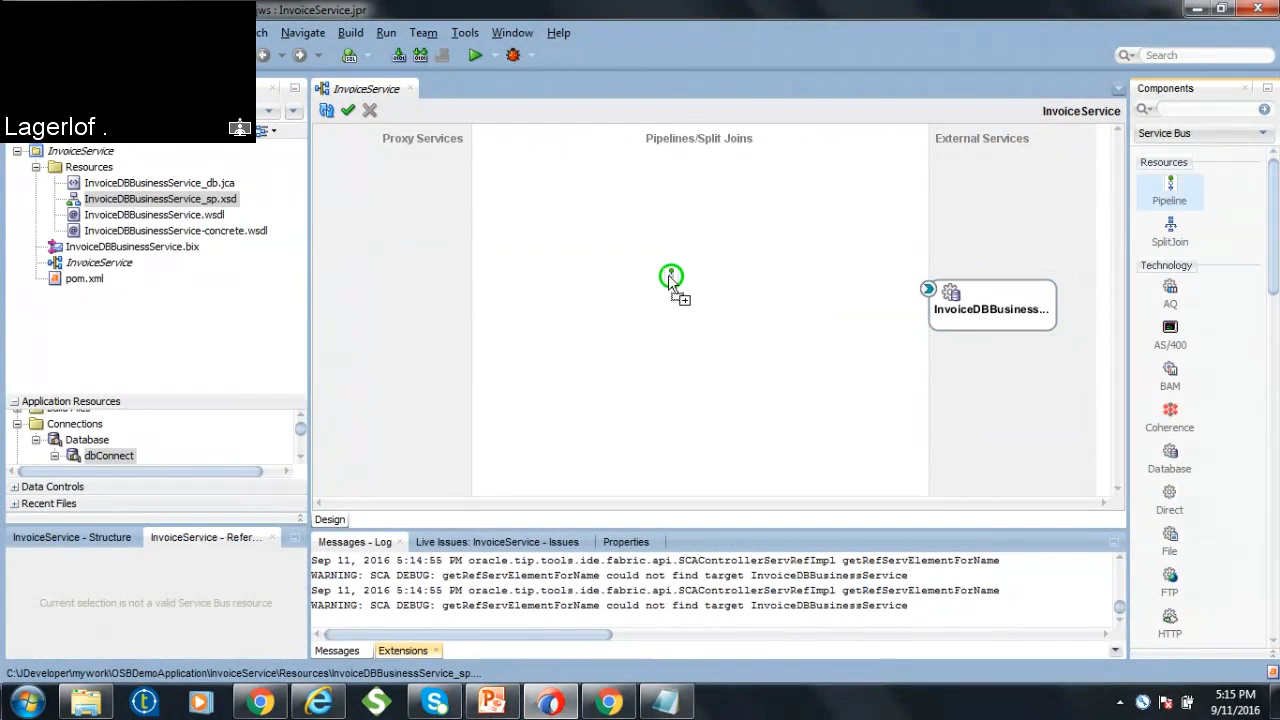 ws : InvoiceService.jpr
ch Navigate Build Run Team Tools Window Help
Search
Lagerlof .
InvoiceService
Resources
InvoiceDBBusinessService_db.jca
InvoiceDBBusinessService_sp.xsd
InvoiceDBBusinessService.wsdl
InvoiceDBBusinessService-concrete.wsdl
InvoiceDBBusinessService.bix
InvoiceService
pom.xml
Application Resources
Build Files
Connections
Database
dbConnect
Data Controls
Recent Files
InvoiceService - Structure
InvoiceService - Refer...
Current selection is not a valid Service Bus resource
InvoiceService
InvoiceService
Proxy Services
Pipelines/Split Joins
External Services
InvoiceDBBusiness...
Design
Messages - Log
Live Issues: InvoiceService - Issues
Properties
Sep 11, 2016 5:14:55 PM oracle.tip.tools.ide.fabric.api.SCAControllerServRefImpl getRefServElementForName
WARNING: SCA DEBUG: getRefServElementForName could not find target InvoiceDBBusinessService
Sep 11, 2016 5:14:55 PM oracle.tip.tools.ide.fabric.api.SCAControllerServRefImpl getRefServElementForName
WARNING: SCA DEBUG: getRefServElementForName could not find target InvoiceDBBusinessService
Messages
Extensions
Components
Service Bus
Resources
Pipeline
SplitJoin
Technology
AQ
AS/400
BAM
Coherence
Database
Direct
File
FTP
HTTP
C:\JDeveloper\mywork\OSBDemoApplication\InvoiceService\Resources\InvoiceDBBusinessService_sp....
5:15 PM
9/11/2016